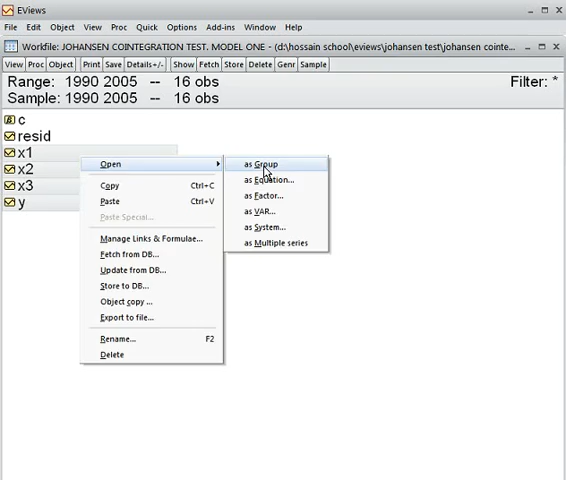 EViews
File Edit Object View Proc Quick Options Add-ins Window Help
Workfile: JOHANSEN COINTEGRATION TEST. MODEL ONE - (d:\hossain school\eviews\johansen test\johansen cointe...
View Proc Object Print Save Details+/- Show Fetch Store Delete Genr Sample
Range: 1990 2005 -- 16 obs Filter: *
Sample: 1990 2005 -- 16 obs
c
resid
x1
x2
x3
y
Open
Copy Ctrl+C
Paste Ctrl+V
Paste Special...
Manage Links & Formulae...
Fetch from DB...
Update from DB...
Store to DB...
Object copy ...
Export to file...
Rename... F2
Delete
as Group
as Equation...
as Factor...
as VAR...
as System...
as Multiple series